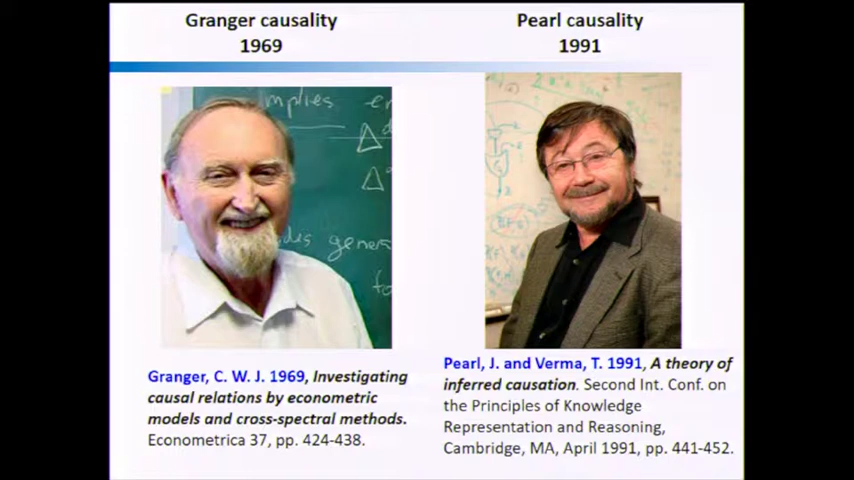 Granger causality
1969
Pearl causality
1991
mplies
gener
Granger, C. W. J. 1969, Investigating
causal relations by econometric
models and cross-spectral methods.
Econometrica 37, pp. 424-438.
Pearl, J. and Verma, T. 1991, A theory of
inferred causation. Second Int. Conf. on
the Principles of Knowledge
Representation and Reasoning,
Cambridge, MA, April 1991, pp. 441-452.